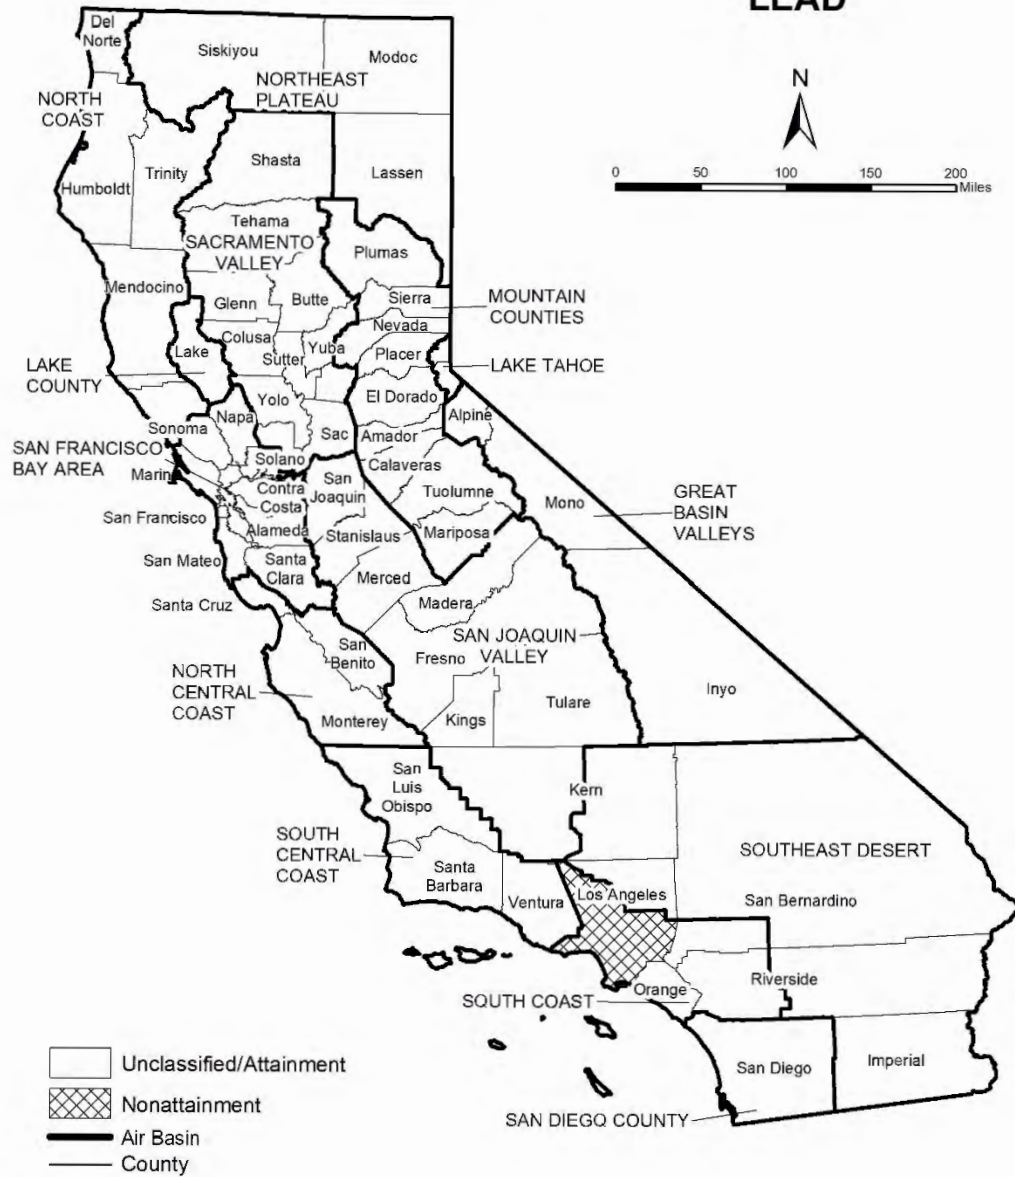 LEAD
N
0 50 100 150 200
Miles
Del
Norte
Siskiyou
Modoc
NORTHEAST
PLATEAU
NORTH
COAST
Shasta
Trinity
Lassen
Humboldt
Tehama
SACRAMENTO
VALLEY
Plumas
Mendocino
Glenn
Butte
Sierra
MOUNTAIN
COUNTIES
Nevada
Colusa
Yuba
Sutter
Placer
Lake
LAKE TAHOE
LAKE
COUNTY
Yolo
El Dorado
Napa
Alpine
Sonoma
Sac
Amador
SAN FRANCISCO
BAY AREA
Solano
Calaveras
Marin
Contra
Costa
San
Joaquin
Tuolumne
Mono
GREAT
BASIN
VALLEYS
San Francisco
Alameda
Stanislaus
Mariposa
San Mateo
Santa
Clara
Merced
Santa Cruz
Madera
San
Benito
SAN JOAQUIN
VALLEY
Fresno
NORTH
CENTRAL
COAST
Inyo
Monterey
Kings
Tulare
San
Luis
Obispo
Kern
SOUTH
CENTRAL
COAST
SOUTHEAST DESERT
Santa
Barbara
Ventura
Los Angeles
San Bernardino
Riverside
Orange
SOUTH COAST
San Diego
Imperial
SAN DIEGO COUNTY
Unclassified/Attainment
Nonattainment
Air Basin
County